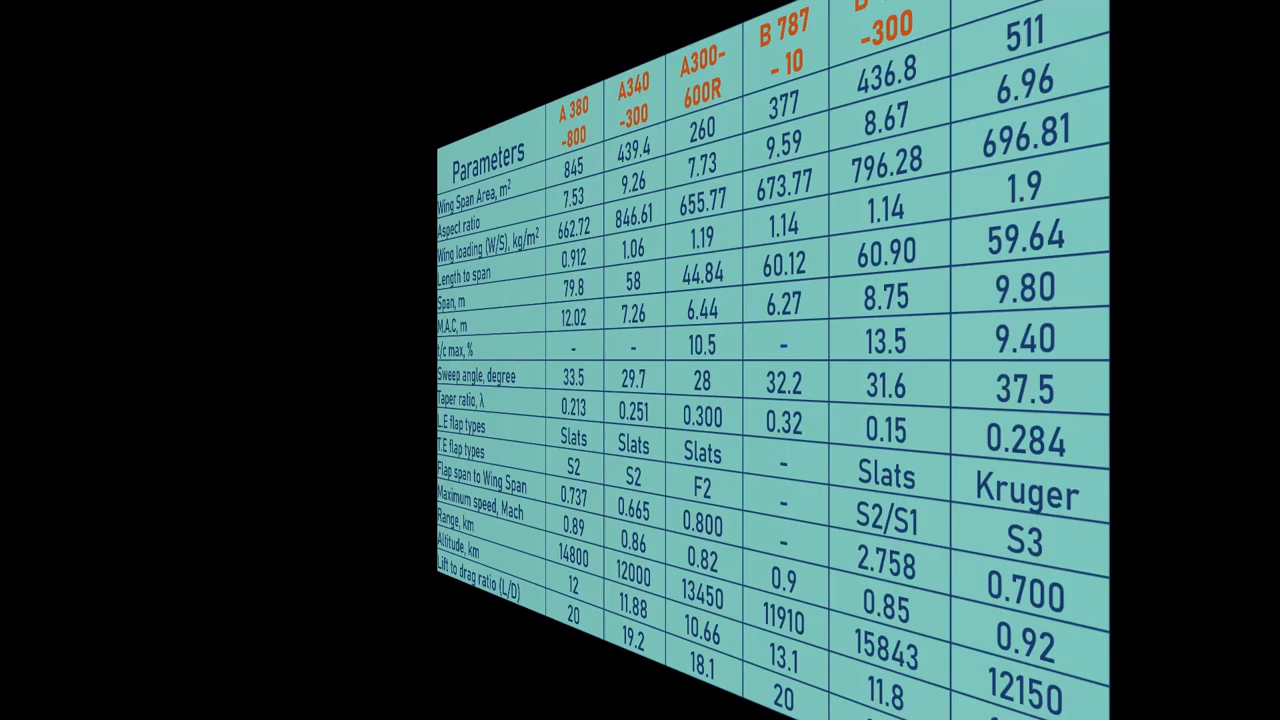 Parameters A 380 -800 A340 -300 A300- 600R B 787 - 10 -300
Wing Span Area, m² 845 439.4 260 377 436.8 511
Aspect ratio 7.53 9.26 7.73 9.59 8.67 6.96
Wing loading (W/S), kg/m² 662.72 846.61 655.77 673.77 796.28 696.81
Length to span 0.912 1.06 1.19 1.14 1.14 1.9
Span, m 79.8 58 44.84 60.12 60.90 59.64
M.A.C, m 12.02 7.26 6.44 6.27 8.75 9.80
t/c max, % - - 10.5 - 13.5 9.40
Sweep angle, degree 33.5 29.7 28 32.2 31.6 37.5
Taper ratio, λ 0.213 0.251 0.300 0.32 0.15 0.284
L.E flap types Slats Slats Slats - Slats Kruger
T.E flap types S2 S2 F2 - S2/S1 S3
Flap span to Wing Span 0.737 0.665 0.800 - 2.758 0.700
Maximum speed, Mach 0.89 0.86 0.82 0.9 0.85 0.92
Range, km 14800 12000 13450 11910 15843 12150
Altitude, km 12 11.88 10.66 13.1 11.8
Lift to drag ratio (L/D) 20 19.2 18.1 20